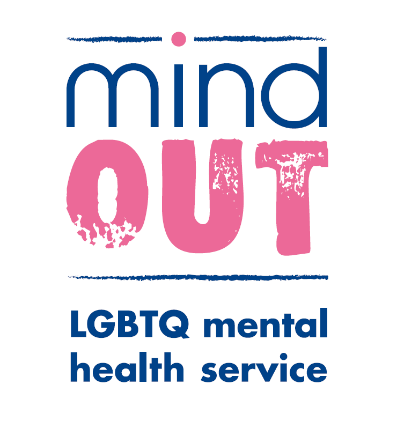 mind
OUT
LGBTQ mental
health service